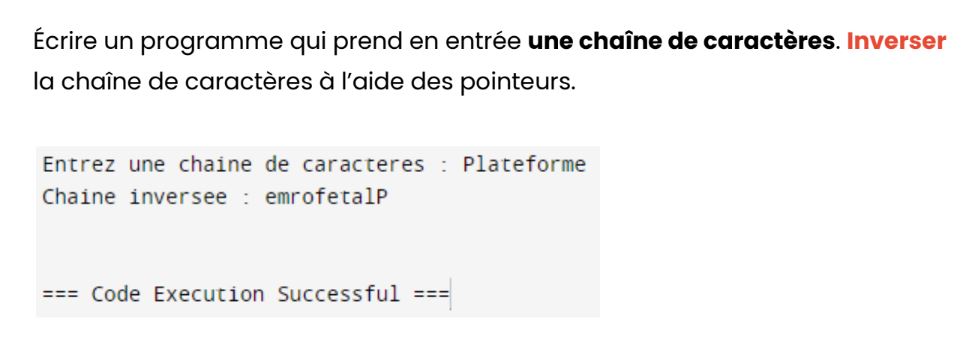 Écrire un programme qui prend en entrée une chaîne de caractères. Inverser
la chaîne de caractères à l'aide des pointeurs.
Entrez une chaine de caracteres : Plateforme
Chaine inversee : emrofetalP
=== Code Execution Successful ===